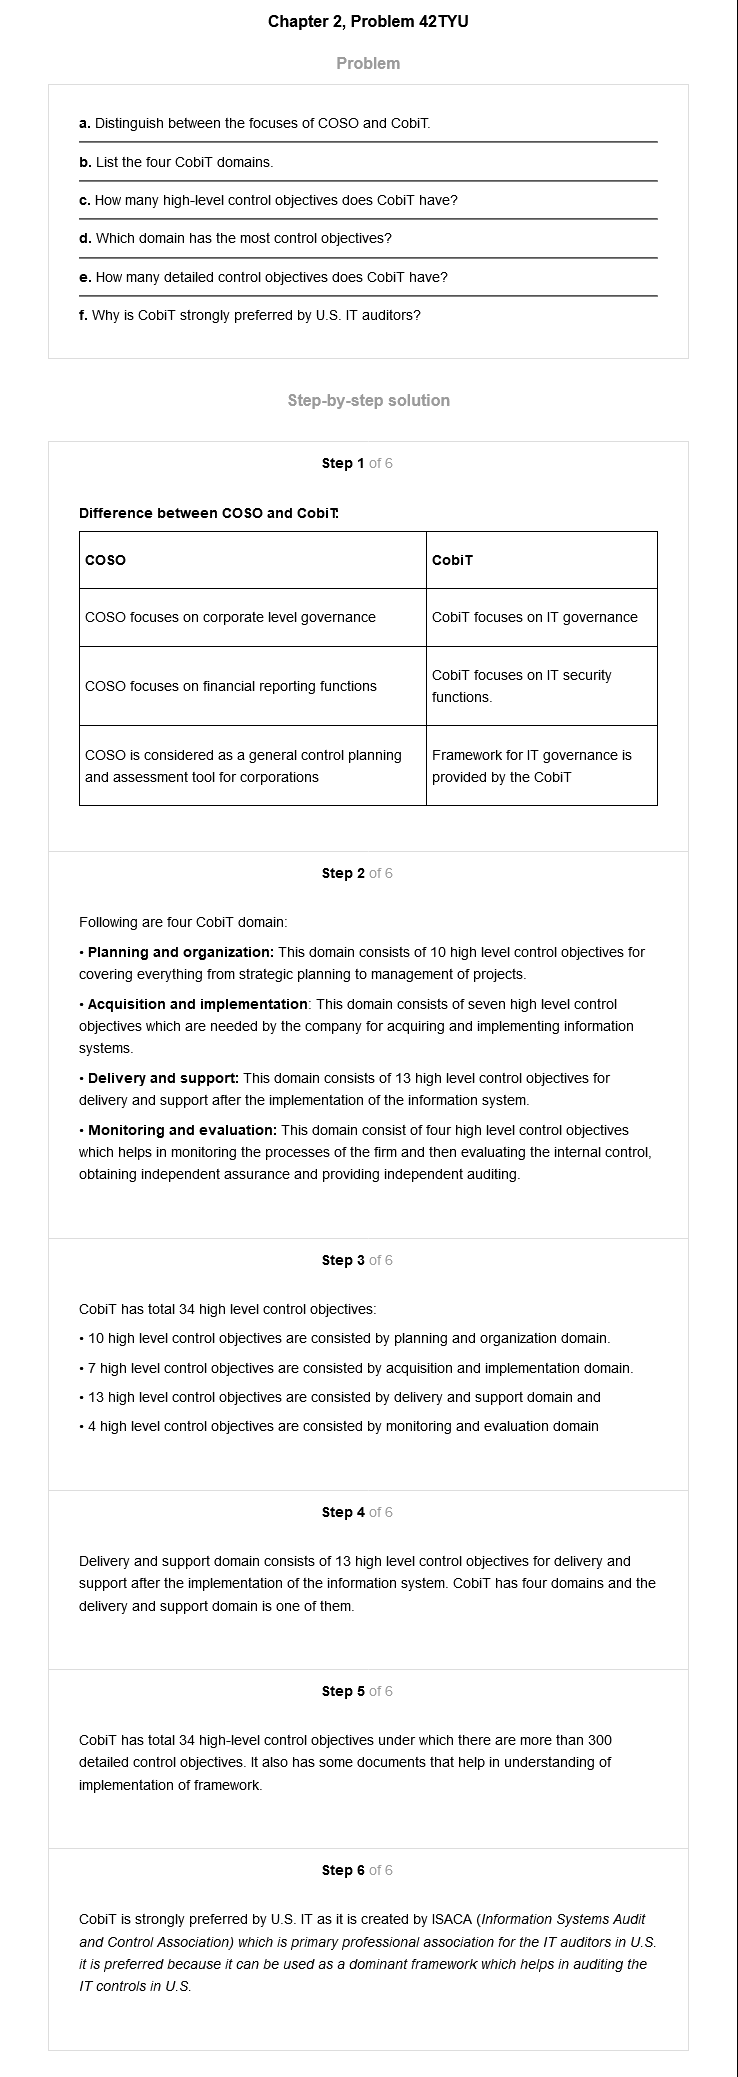 Chapter 2, Problem 42TYU
Problem
a. Distinguish between the focuses of COSO and CobiT.
b. List the four CobiT domains.
c. How many high-level control objectives does CobiT have?
d. Which domain has the most control objectives?
e. How many detailed control objectives does CobiT have?
f. Why is CobiT strongly preferred by U.S. IT auditors?
Step-by-step solution
Step 1 of 6
Difference between COSO and CobiT:
COSO
CobiT
COSO focuses on corporate level governance
CobiT focuses on IT governance
COSO focuses on financial reporting functions
CobiT focuses on IT security
functions.
COSO is considered as a general control planning
and assessment tool for corporations
Framework for IT governance is
provided by the CobiT
Step 2 of 6
Following are four CobiT domain:
• Planning and organization: This domain consists of 10 high level control objectives for
covering everything from strategic planning to management of projects.
• Acquisition and implementation: This domain consists of seven high level control
objectives which are needed by the company for acquiring and implementing information
systems.
• Delivery and support: This domain consists of 13 high level control objectives for
delivery and support after the implementation of the information system.
• Monitoring and evaluation: This domain consist of four high level control objectives
which helps in monitoring the processes of the firm and then evaluating the internal control,
obtaining independent assurance and providing independent auditing.
Step 3 of 6
CobiT has total 34 high level control objectives:
• 10 high level control objectives are consisted by planning and organization domain.
• 7 high level control objectives are consisted by acquisition and implementation domain.
• 13 high level control objectives are consisted by delivery and support domain and
• 4 high level control objectives are consisted by monitoring and evaluation domain
Step 4 of 6
Delivery and support domain consists of 13 high level control objectives for delivery and
support after the implementation of the information system. CobiT has four domains and the
delivery and support domain is one of them.
Step 5 of 6
CobiT has total 34 high-level control objectives under which there are more than 300
detailed control objectives. It also has some documents that help in understanding of
implementation of framework.
Step 6 of 6
CobiT is strongly preferred by U.S. IT as it is created by ISACA (Information Systems Audit
and Control Association) which is primary professional association for the IT auditors in U.S.
it is preferred because it can be used as a dominant framework which helps in auditing the
IT controls in U.S.